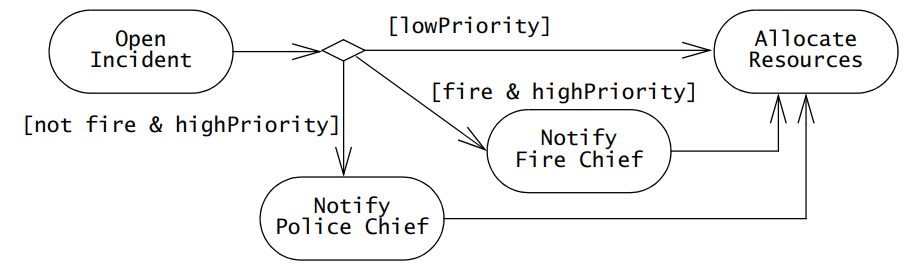 Open
Incident
[lowPriority]
Allocate
Resources
[fire & highPriority]
[not fire & highPriority]
Notify
Fire Chief
Notify
Police Chief